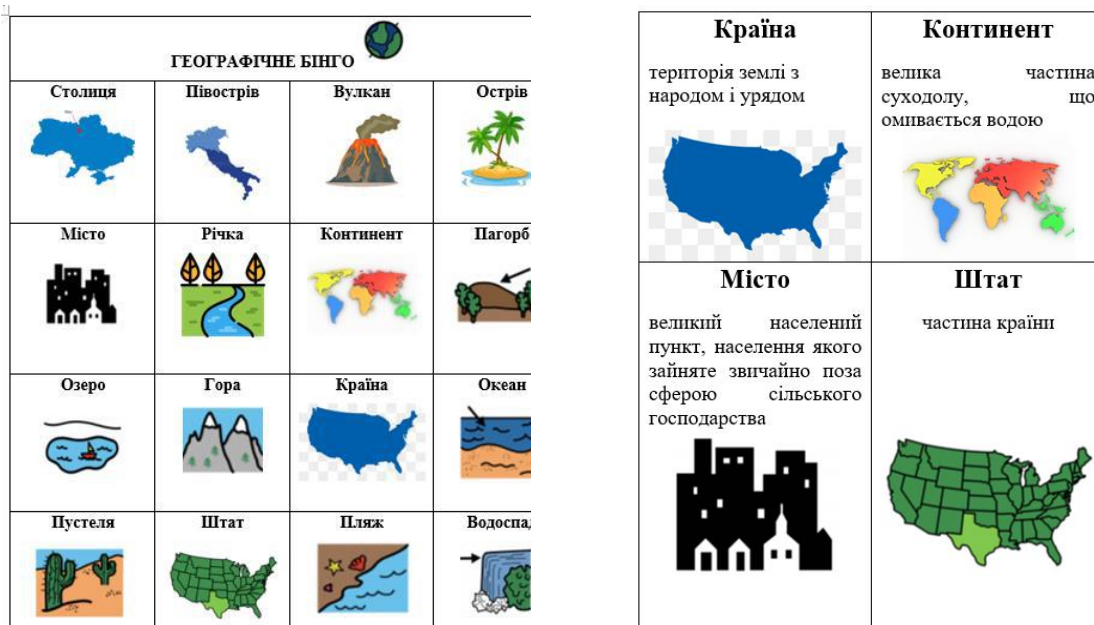 ГЕОГРАФІЧНЕ БІНГО
Столиця Півострів Вулкан Острів
Місто Річка Континент Пагорб
Озеро Гора Країна Океан
Пустеля Штат Пляж Водоспад
Країна
територія землі з
народом і урядом
Континент
велика частина
суходолу, що
омивається водою
Місто
великий населений
пункт, населення якого
зайняте звичайно поза
сферою сільського
господарства
Штат
частина країни